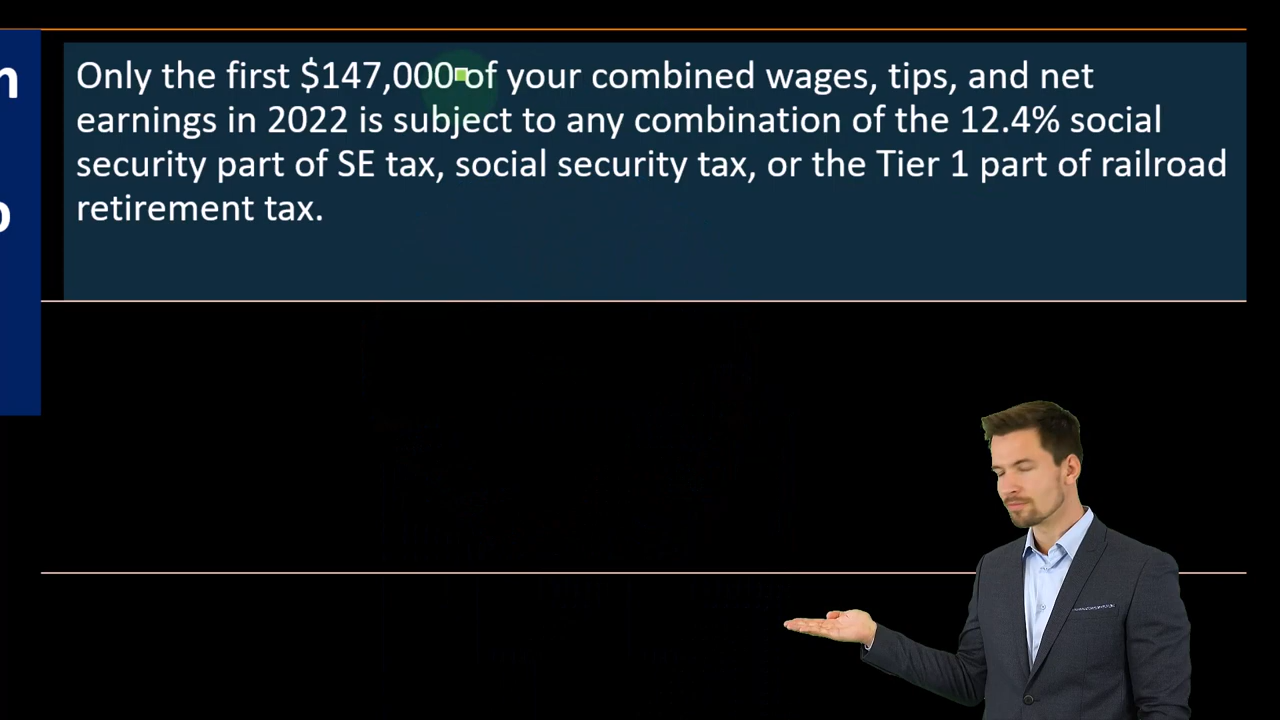 n
Only the first $147,000 of your combined wages, tips, and net
earnings in 2022 is subject to any combination of the 12.4% social
security part of SE tax, social security tax, or the Tier 1 part of railroad
retirement tax.